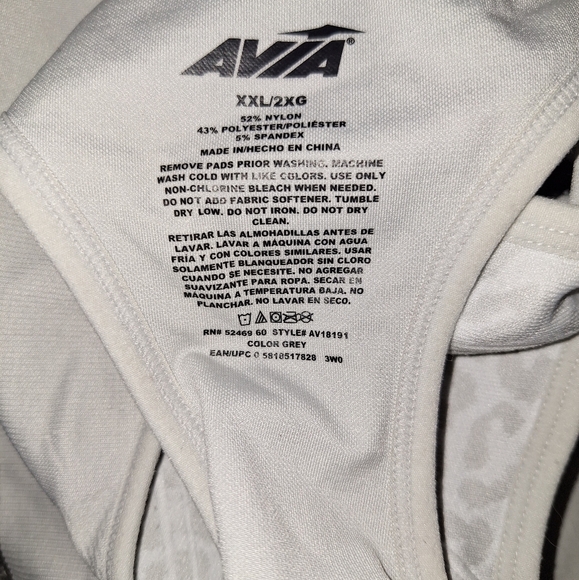 AVIA®
XXL/2XG
52% NYLON
43% POLYESTER/POLIÉSTER
5% SPANDEX
MADE IN/HECHO EN CHINA
REMOVE PADS PRIOR WASHING. MACHINE
WASH COLD WITH LIKE COLORS. USE ONLY
NON-CHLORINE BLEACH WHEN NEEDED.
DO NOT ADD FABRIC SOFTENER. TUMBLE
DRY LOW. DO NOT IRON. DO NOT DRY
CLEAN.
RETIRAR LAS ALMOHADILLAS ANTES DE
LAVAR. LAVAR A MÁQUINA CON AGUA
FRÍA Y CON COLORES SIMILARES. USAR
SOLAMENTE BLANQUEADOR SIN CLORO
CUANDO SE NECESITE. NO AGREGAR
SUAVIZANTE PARA ROPA. SECAR EN
MÁQUINA A TEMPERATURA BAJA. NO
PLANCHAR. NO LAVAR EN SECO.
RN# 52469 60 STYLE# AV18191
COLOR GREY
EAN/UPC 0 5810517828 3W0